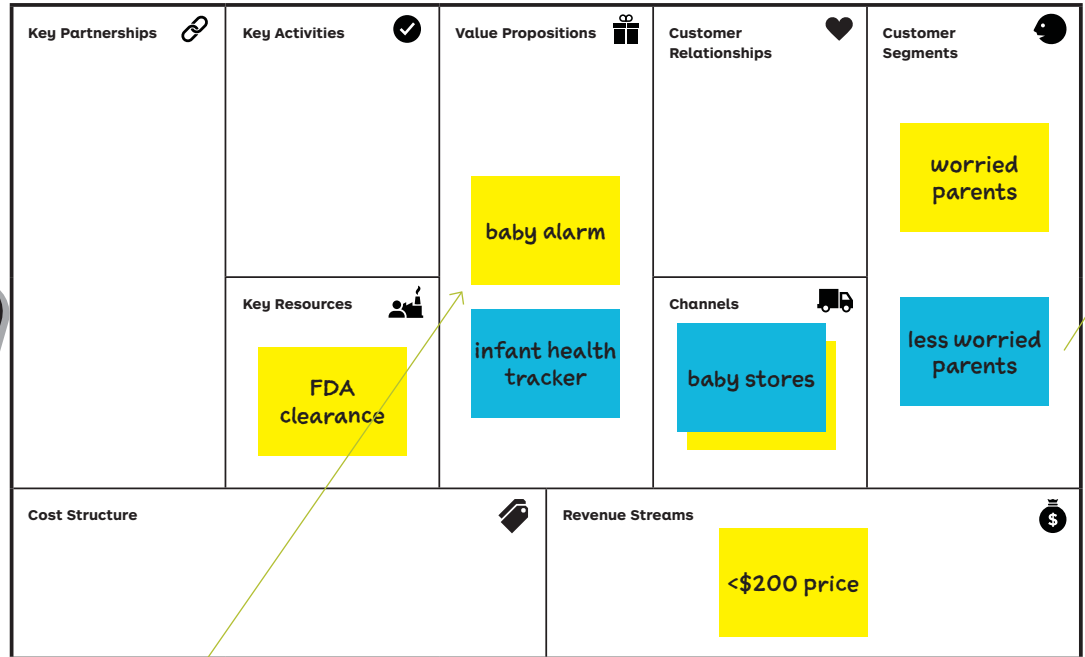 Key Partnerships
Key Activities
Value Propositions
Customer
Relationships
Customer
Segments
worried
parents
baby alarm
Key Resources
Channels
infant health
tracker
baby stores
less worried
parents
FDA
clearance
Cost Structure
Revenue Streams
$
<$200 price